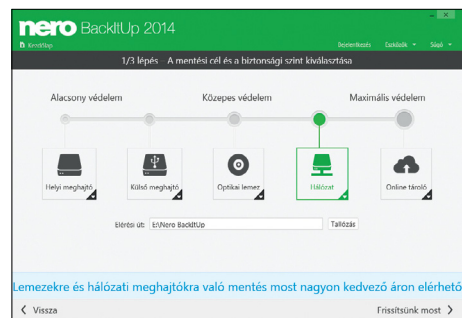 nero BackItUp 2014
Kezdőlap Bejelentkezés Eszközök Súgó
1/3 lépés - A mentési cél és a biztonsági szint kiválasztása
Alacsony védelem Közepes védelem Maximális védelem
Helyi meghajtó Külső meghajtó Optikai lemez Hálózat Online tároló
Elérési út: E:\Nero BackItUp Tallózás
Lemezekre és hálózati meghajtókra való mentés most nagyon kedvező áron elérhető
Vissza Frissítsünk most